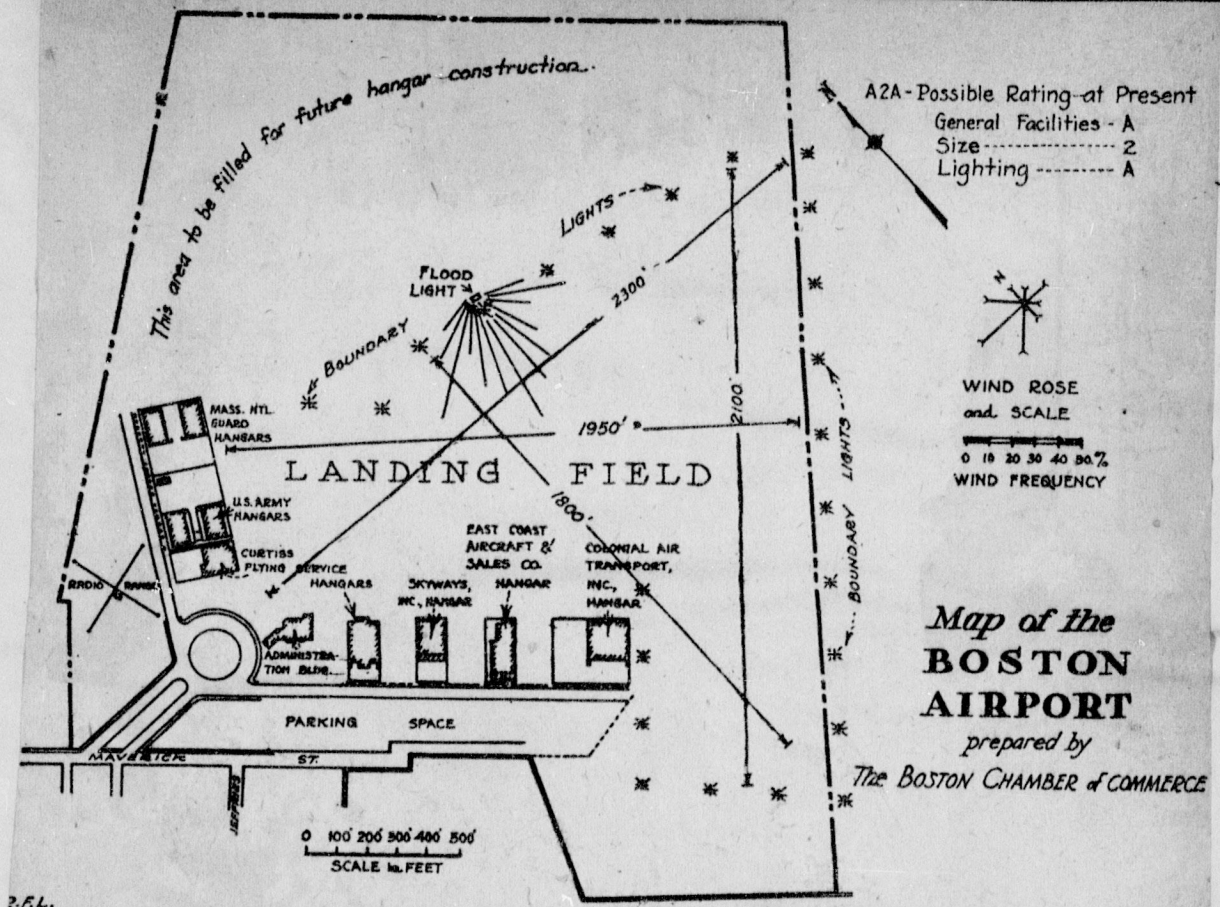 This area to be filled for future hangar construction.
A2A - Possible Rating at Present
General Facilities - A
Size - 2
Lighting - A
LIGHTS
FLOOD
LIGHT
2300'
BOUNDARY
N
WIND ROSE
and SCALE
0 10 20 30 40 50 %
WIND FREQUENCY
MASS. NTL.
GUARD
HANGARS
1950'
2100'
LANDING FIELD
1800'
BOUNDARY LIGHTS
U.S. ARMY
HANGARS
EAST COAST
AIRCRAFT &
SALES CO.
HANGAR
COLONIAL AIR
TRANSPORT,
INC.,
HANGAR
CURTISS
FLYING SERVICE
HANGARS
SKYWAYS,
INC., HANGAR
RADIO RANGE
ADMINISTRA-
TION BLDG.
PARKING SPACE
MAVERICK ST.
JEFFRIES
0 100' 200' 300' 400' 500'
SCALE in FEET
Map of the
BOSTON
AIRPORT
prepared by
The BOSTON CHAMBER of COMMERCE